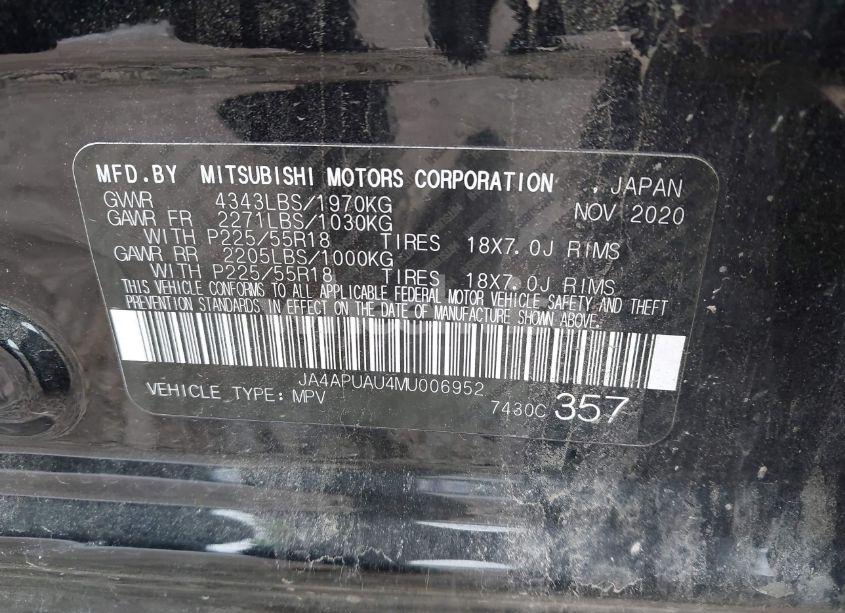 MFD.BY MITSUBISHI MOTORS CORPORATION , JAPAN
GVWR 4343LBS/1970KG NOV 2020
GAWR FR 2271LBS/1030KG
WITH P225/55R18 TIRES 18X7.0J RIMS
GAWR RR 2205LBS/1000KG
WITH P225/55R18 TIRES 18X7.0J RIMS
THIS VEHICLE CONFORMS TO ALL APPLICABLE FEDERAL MOTOR VEHICLE SAFETY AND THEFT
PREVENTION STANDARDS IN EFFECT ON THE DATE OF MANUFACTURE SHOWN ABOVE.
JA4APUAU4MU006952
VEHICLE TYPE: MPV 7430C 357